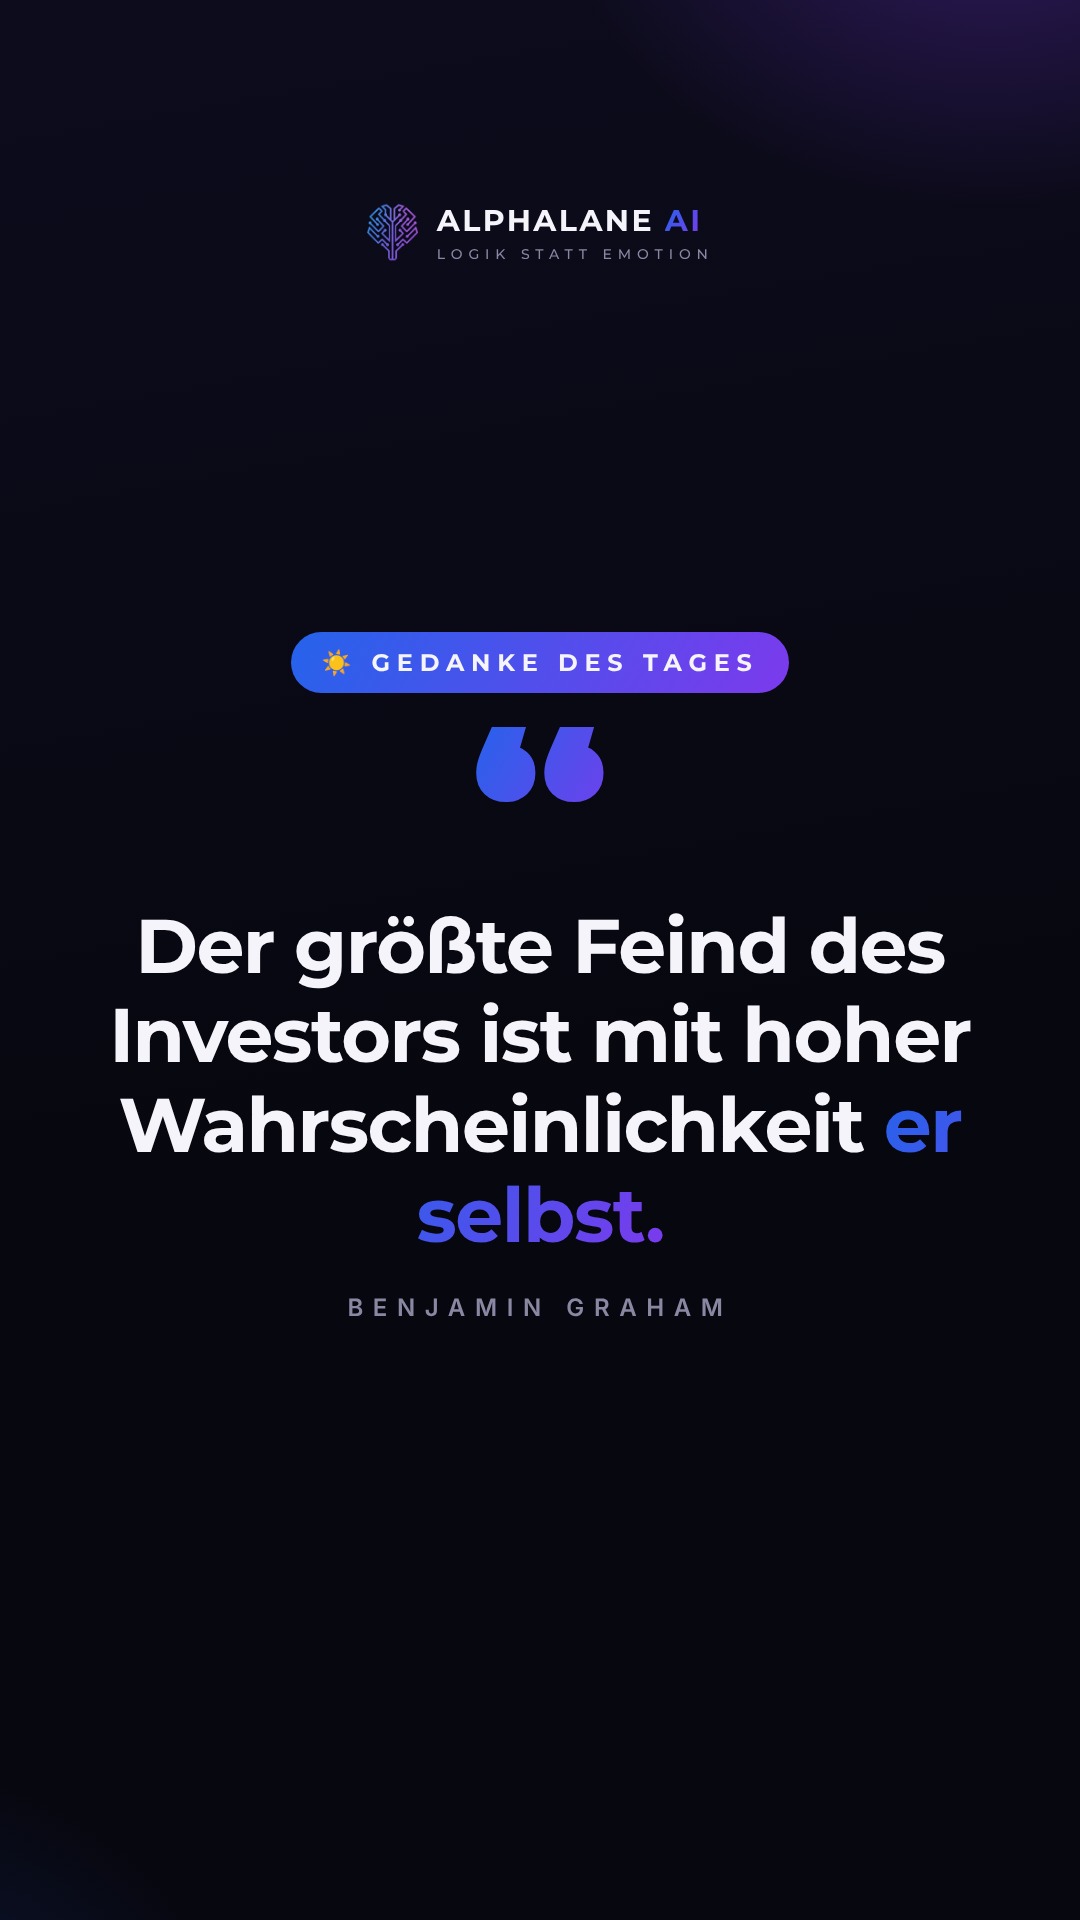 ALPHALANE AI
LOGIK STATT EMOTION
☀️ GEDANKE DES TAGES
“
Der größte Feind des
Investors ist mit hoher
Wahrscheinlichkeit er
selbst.
BENJAMIN GRAHAM